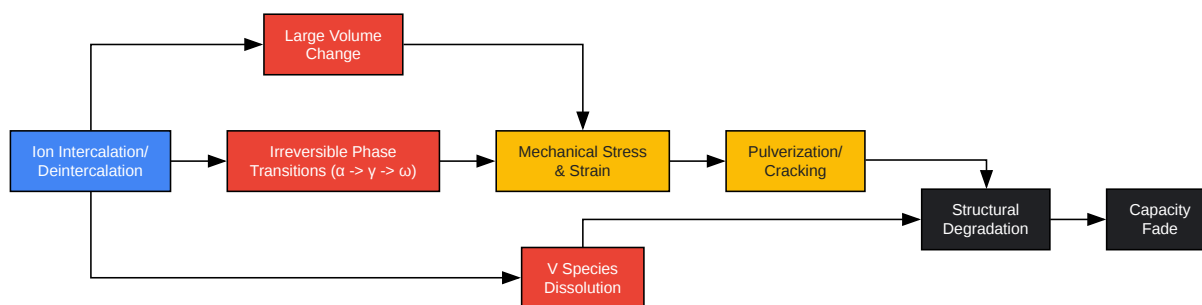 Large Volume
Change
Ion Intercalation/
Deintercalation
Irreversible Phase
Transitions (α -> γ -> ω)
Mechanical Stress
& Strain
Pulverization/
Cracking
Structural
Degradation
Capacity
Fade
V Species
Dissolution